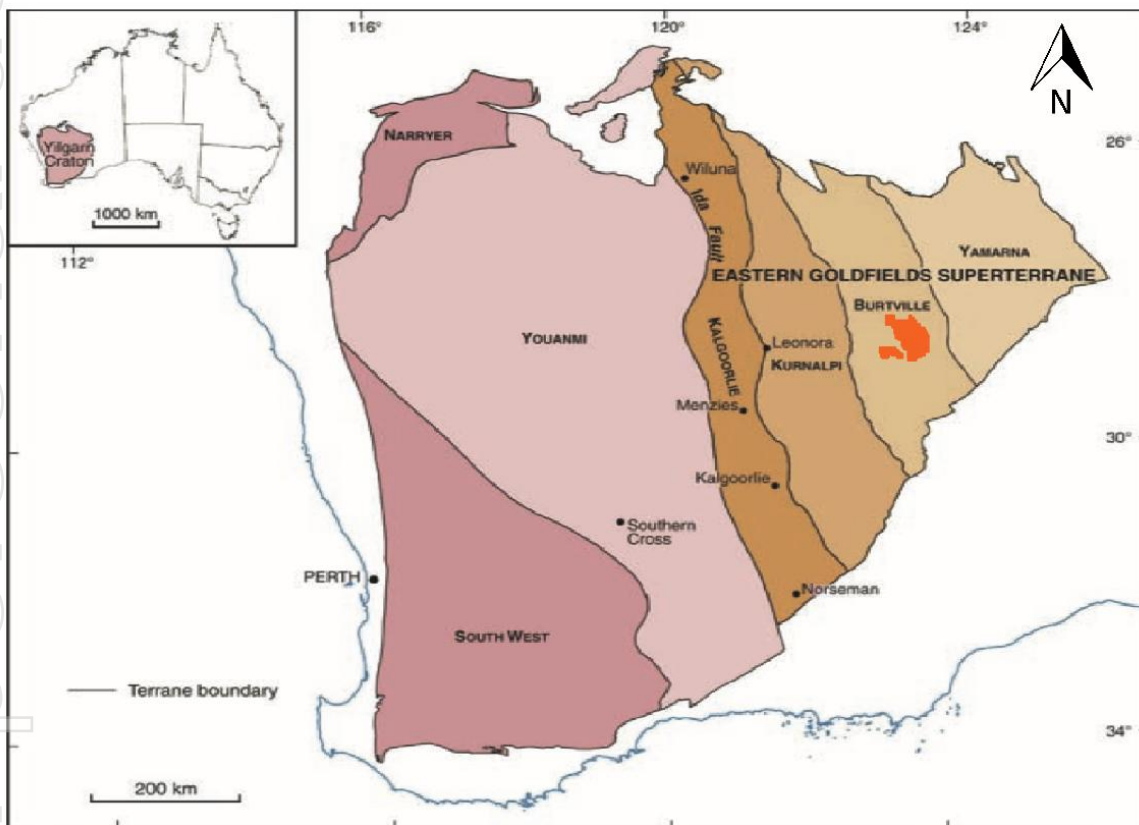 116°
120°
124°
N
Yilgarn
Craton
1000 km
112°
NARRYER
26°
Wiluna
Ida Fault
YAMARNA
EASTERN GOLDFIELDS SUPERTERRANE
BURTVILLE
YOUANMI
KALGOORLIE
Leonora
KURNALPI
Menzies
30°
Kalgoorlie
Southern
Cross
PERTH
Norseman
SOUTH WEST
Terrane boundary
34°
200 km